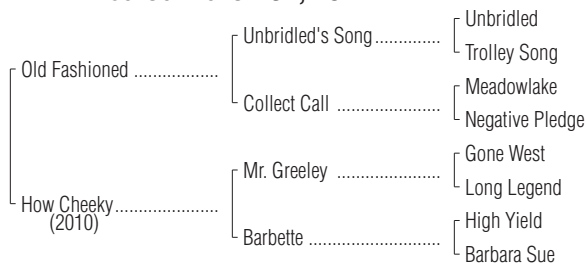 Unbridled
Unbridled's Song
Trolley Song
Old Fashioned
Meadowlake
Collect Call
Negative Pledge
Gone West
Mr. Greeley
Long Legend
How Cheeky
(2010)
High Yield
Barbette
Barbara Sue